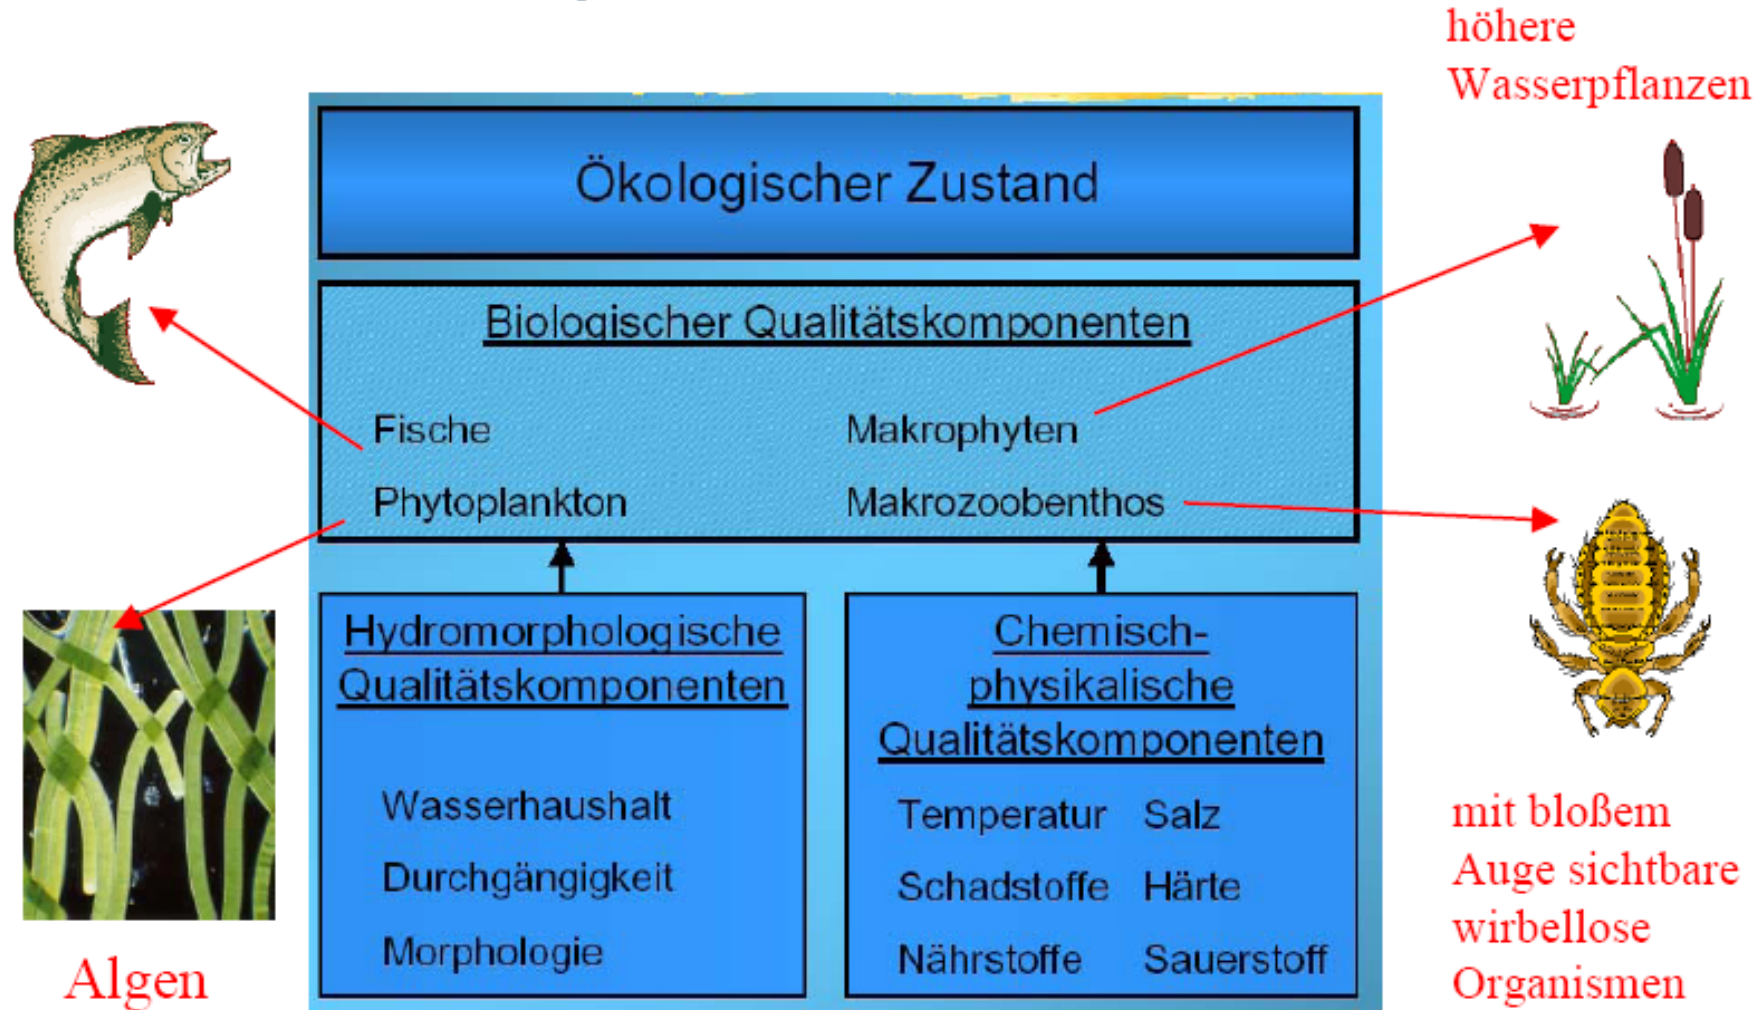 höhere
Wasserpflanzen
Ökologischer Zustand
Biologischer Qualitätskomponenten
Fische
Makrophyten
Phytoplankton
Makrozoobenthos
Hydromorphologische
Qualitätskomponenten
Wasserhaushalt
Durchgängigkeit
Morphologie
Chemisch-
physikalische
Qualitätskomponenten
Temperatur Salz
Schadstoffe Härte
Nährstoffe Sauerstoff
Algen
mit bloßem
Auge sichtbare
wirbellose
Organismen